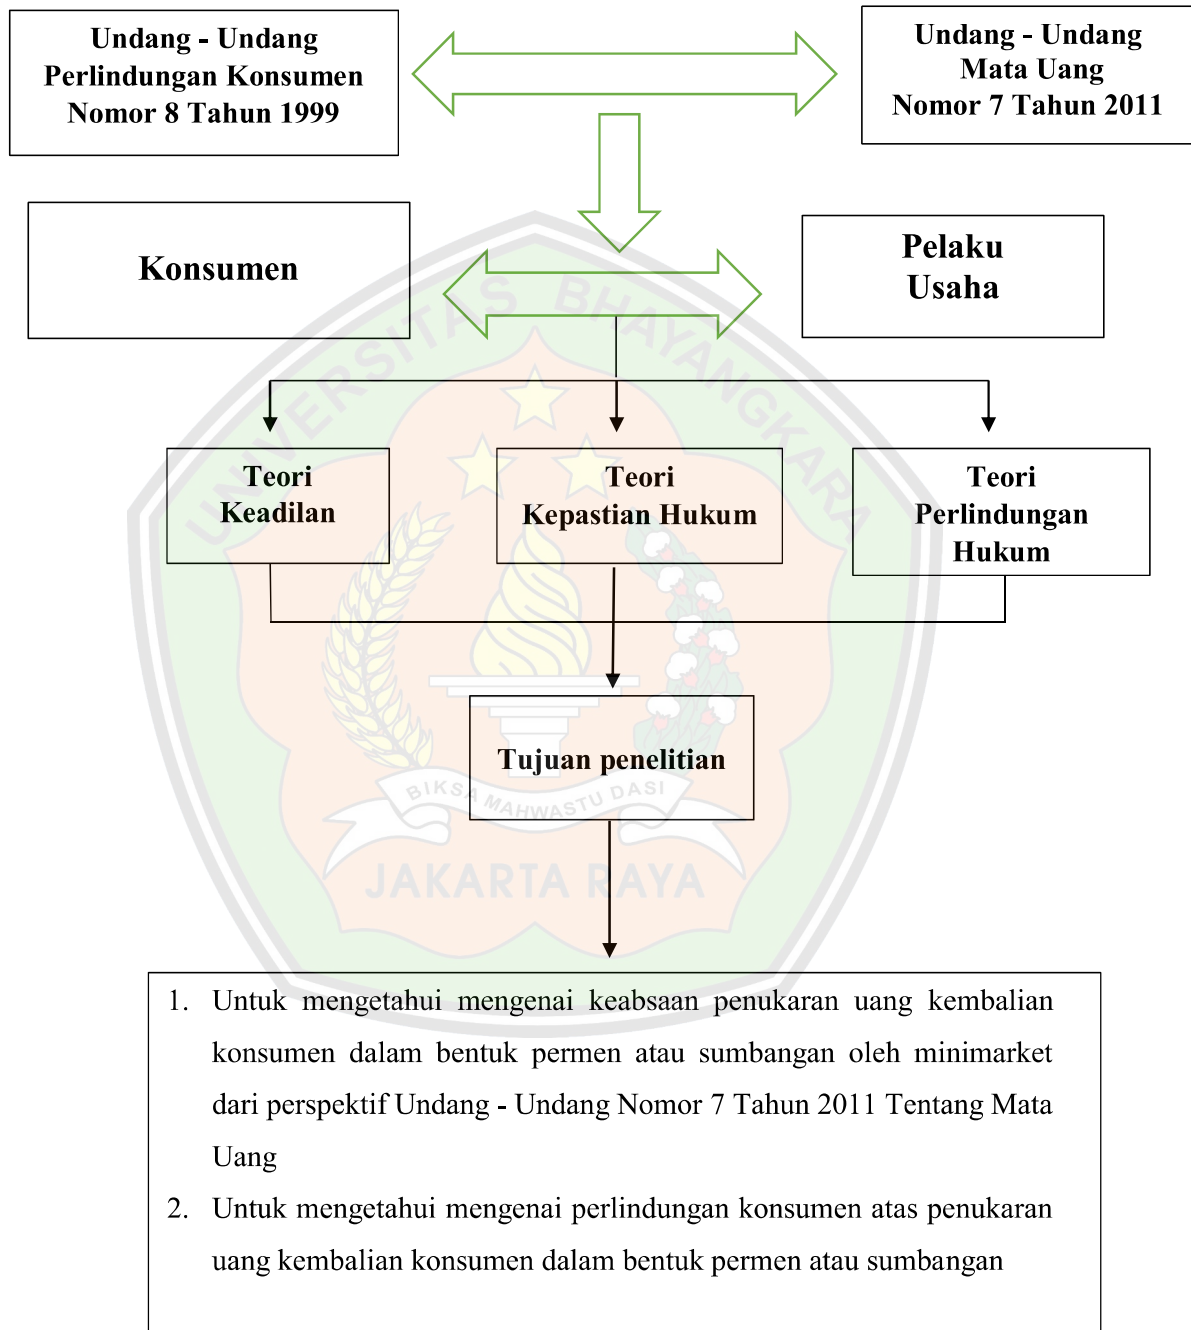 Undang - Undang
Perlindungan Konsumen
Nomor 8 Tahun 1999
Undang - Undang
Mata Uang
Nomor 7 Tahun 2011
Konsumen
Pelaku
Usaha
UNIVERSITAS BHAYANGKARA
Teori
Keadilan
Teori
Kepastian Hukum
Teori
Perlindungan
Hukum
Tujuan penelitian
BIKSA MAHWASTU DASI
JAKARTA RAYA
1. Untuk mengetahui mengenai keabsaan penukaran uang kembalian
konsumen dalam bentuk permen atau sumbangan oleh minimarket
dari perspektif Undang - Undang Nomor 7 Tahun 2011 Tentang Mata
Uang
2. Untuk mengetahui mengenai perlindungan konsumen atas penukaran
uang kembalian konsumen dalam bentuk permen atau sumbangan